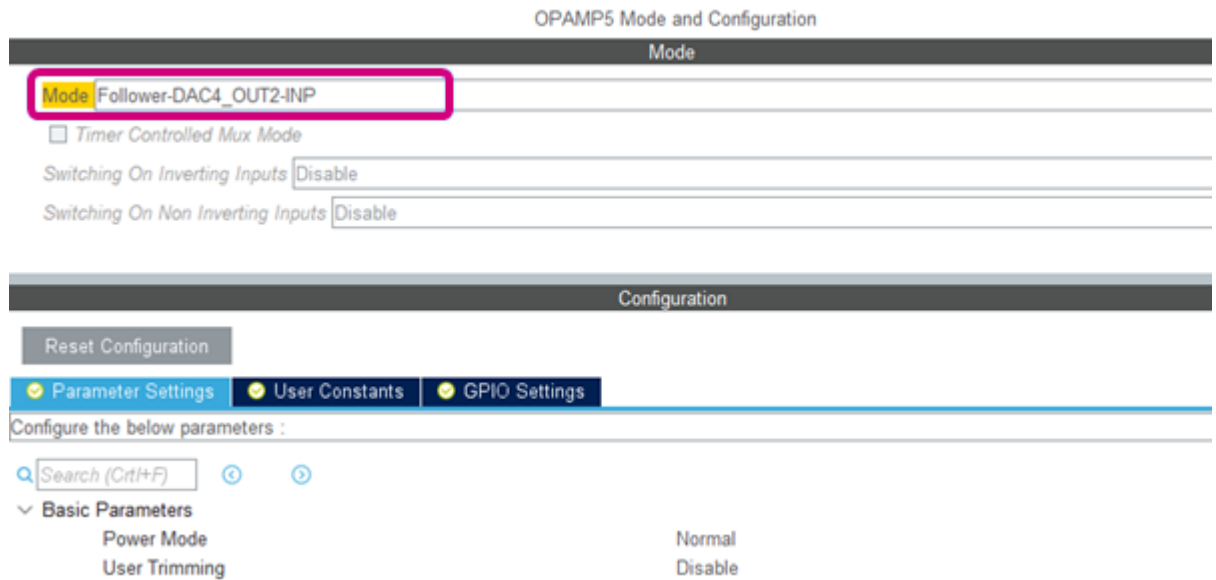 OPAMP5 Mode and Configuration
Mode
Mode Follower-DAC4_OUT2-INP
Timer Controlled Mux Mode
Switching On Inverting Inputs Disable
Switching On Non Inverting Inputs Disable
Configuration
Reset Configuration
Parameter Settings User Constants GPIO Settings
Configure the below parameters :
Search (Crtl+F)
Basic Parameters
Power Mode Normal
User Trimming Disable